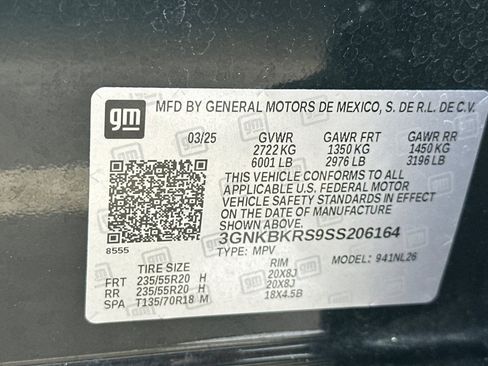 gm
MFD BY GENERAL MOTORS DE MEXICO, S. DE R.L. DE C.V.
03/25 GVWR GAWR FRT GAWR RR
2722 KG 1350 KG 1450 KG
6001 LB 2976 LB 3196 LB
THIS VEHICLE CONFORMS TO ALL
APPLICABLE U.S. FEDERAL MOTOR
VEHICLE SAFETY STANDARDS IN EFFECT
ON THE DATE OF MANUFACTURE SHOWN ABOVE.
3GNKBKRS9SS206164
8555 TYPE: MPV MODEL: 941NL26
TIRE SIZE RIM
FRT 235/55R20 H 20X8J
RR 235/55R20 H 20X8J
SPA T135/70R18 M 18X4.5B